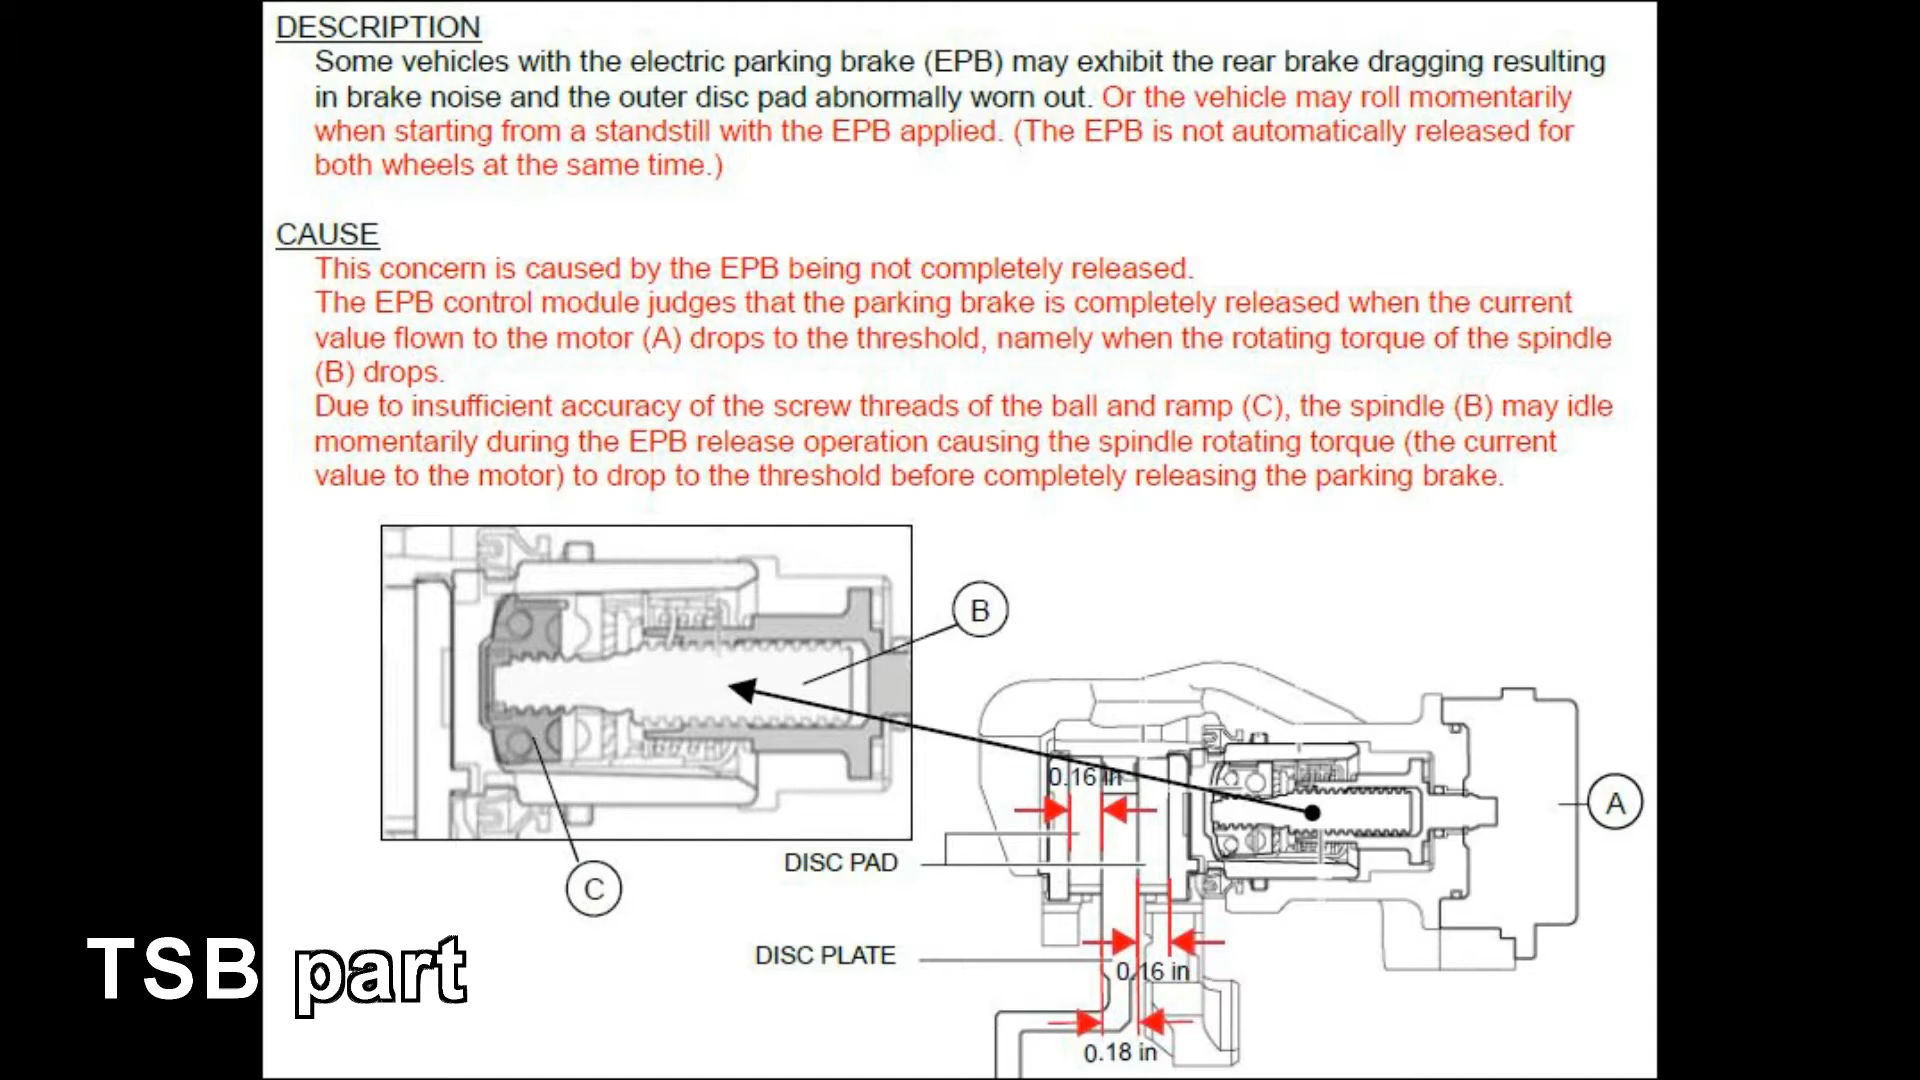 DESCRIPTION
Some vehicles with the electric parking brake (EPB) may exhibit the rear brake dragging resulting
in brake noise and the outer disc pad abnormally worn out. Or the vehicle may roll momentarily
when starting from a standstill with the EPB applied. (The EPB is not automatically released for
both wheels at the same time.)
CAUSE
This concern is caused by the EPB being not completely released.
The EPB control module judges that the parking brake is completely released when the current
value flown to the motor (A) drops to the threshold, namely when the rotating torque of the spindle
(B) drops.
Due to insufficient accuracy of the screw threads of the ball and ramp (C), the spindle (B) may idle
momentarily during the EPB release operation causing the spindle rotating torque (the current
value to the motor) to drop to the threshold before completely releasing the parking brake.
B
0.16 in
A
DISC PAD
C
DISC PLATE
0.16 in
0.18 in
TSB part